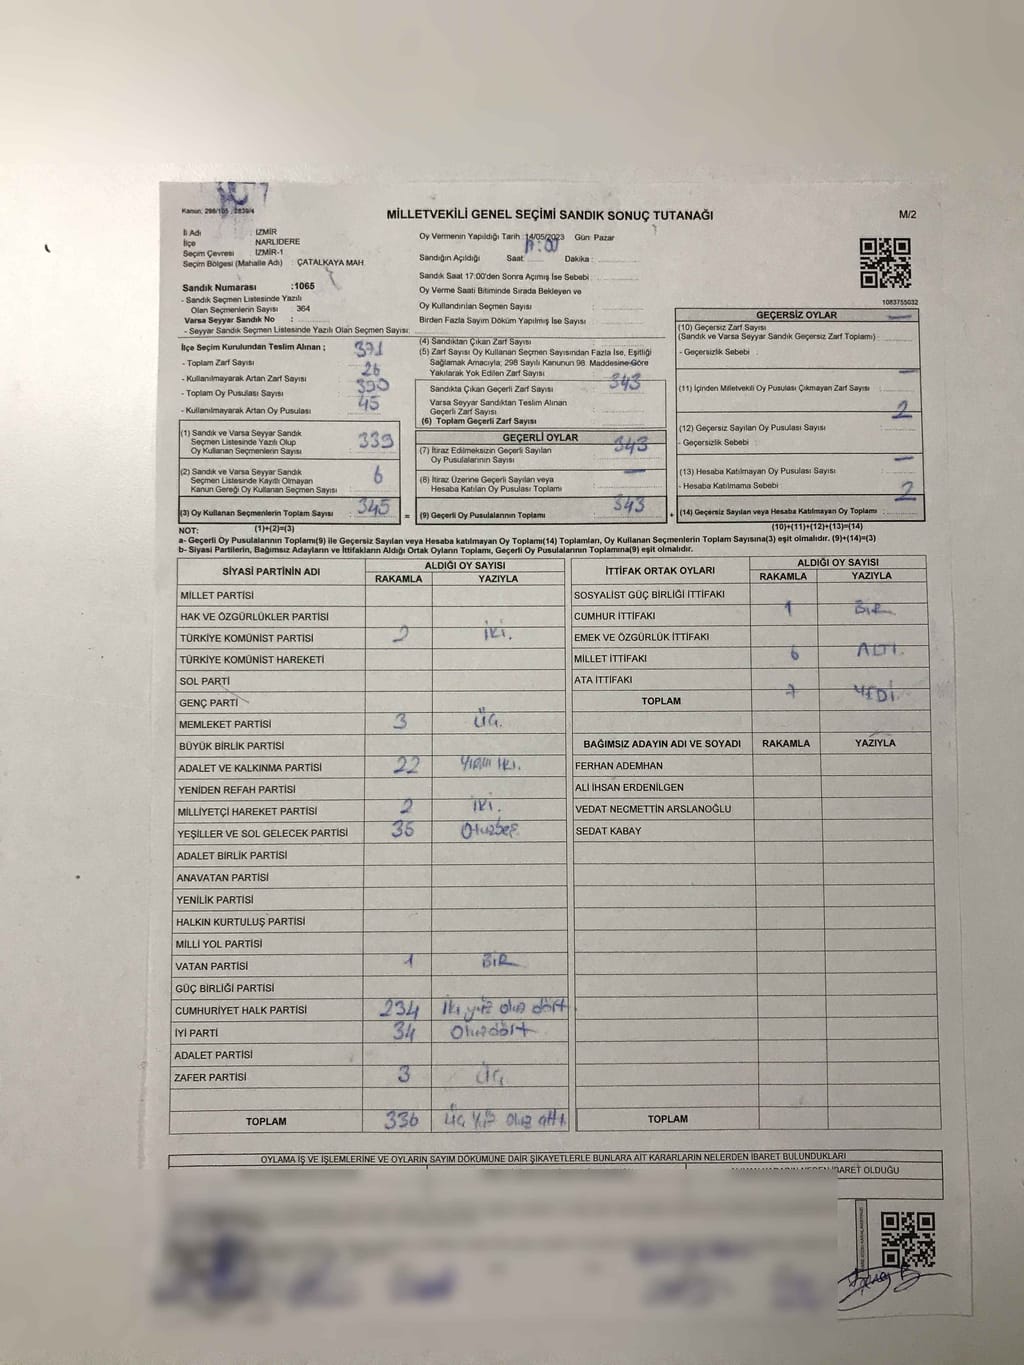 Kanun: 298/105 , 2839/4
MİLLETVEKİLİ GENEL SEÇİMİ SANDIK SONUÇ TUTANAĞI
M/2
İl Adı : İZMİR
İlçe NARLIDERE
Seçim Çevresi : İZMİR-1
Seçim Bölgesi (Mahalle Adı) : ÇATALKAYA MAH.
Sandık Numarası :1065
- Sandık Seçmen Listesinde Yazılı
Olan Seçmenlerin Sayısı : 364
Varsa Seyyar Sandık No :
- Seyyar Sandık Seçmen Listesinde Yazılı Olan Seçmen Sayısı:
Oy Vermenin Yapıldığı Tarih :14/05/2023 Gün: Pazar
Sandığın Açıldığı Saat : 17:00 Dakika :
Sandık Saat 17:00'den Sonra Açımış İse Sebebi :
Oy Verme Saati Bitiminde Sırada Bekleyen ve
Oy Kullandırılan Seçmen Sayısı :
Birden Fazla Sayım Döküm Yapılmış İse Sayısı :
1083755032
İlçe Seçim Kurulundan Teslim Alınan ;
- Toplam Zarf Sayısı : 371
- Kullanılmayarak Artan Zarf Sayısı : 26
- Toplam Oy Pusulası Sayısı : 390
- Kullanılmayarak Artan Oy Pusulası : 45
(1) Sandık ve Varsa Seyyar Sandık
Seçmen Listesinde Yazılı Olup
Oy Kullanan Seçmenlerin Sayısı : 339
(2) Sandık ve Varsa Seyyar Sandık
Seçmen Listesinde Kayıtlı Olmayan
Kanun Gereği Oy Kullanan Seçmen Sayısı : 6
(3) Oy Kullanan Seçmenlerin Toplam Sayısı : 345 =
(4) Sandıktan Çıkan Zarf Sayısı :
(5) Zarf Sayısı Oy Kullanan Seçmen Sayısından Fazla İse, Eşitliği
Sağlamak Amacıyla; 298 Sayılı Kanunun 98. Maddesine Göre
Yakılarak Yok Edilen Zarf Sayısı :
Sandıkta Çıkan Geçerli Zarf Sayısı : 343
Varsa Seyyar Sandıktan Teslim Alınan
Geçerli Zarf Sayısı :
(6) Toplam Geçerli Zarf Sayısı :
GEÇERLİ OYLAR
(7) İtiraz Edilmeksizin Geçerli Sayılan
Oy Pusulalarının Sayısı : 343
(8) İtiraz Üzerine Geçerli Sayılan veya
Hesaba Katılan Oy Pusulası Toplamı : —
(9) Geçerli Oy Pusulalarının Toplamı : 343 +
GEÇERSİZ OYLAR
(10) Geçersiz Zarf Sayısı
(Sandık ve Varsa Seyyar Sandık Geçersiz Zarf Toplamı) : —
- Geçersizlik Sebebi :
(11) İçinden Milletvekili Oy Pusulası Çıkmayan Zarf Sayısı : —
(12) Geçersiz Sayılan Oy Pusulası Sayısı : 2
- Geçersizlik Sebebi :
(13) Hesaba Katılmayan Oy Pusulası Sayısı : —
- Hesaba Katılmama Sebebi :
(14) Geçersiz Sayılan veya Hesaba Katılmayan Oy Toplamı : 2
NOT: (1)+(2)=(3)
(10)+(11)+(12)+(13)=(14)
a- Geçerli Oy Pusulasının Toplamı(9) ile Geçersiz Sayılan veya Hesaba katılmayan Oy Toplamı(14) Toplamları, Oy Kullanan Seçmenlerin Toplam Sayısına(3) eşit olmalıdır. (9)+(14)=(3)
b- Siyasi Partilerin, Bağımsız Adayların ve İttifakların Aldığı Ortak Oyların Toplamı, Geçerli Oy Pusulalarının Toplamına(9) eşit olmalıdır.
SİYASİ PARTİNİN ADI
ALDIĞI OY SAYISI
RAKAMLA YAZIYLA
MİLLET PARTİSİ
HAK VE ÖZGÜRLÜKLER PARTİSİ
TÜRKİYE KOMÜNİST PARTİSİ 2 İKİ.
TÜRKİYE KOMÜNİST HAREKETİ
SOL PARTİ
GENÇ PARTİ
MEMLEKET PARTİSİ 3 ÜÇ.
BÜYÜK BİRLİK PARTİSİ
ADALET VE KALKINMA PARTİSİ 22 YİRMİ İKİ.
YENİDEN REFAH PARTİSİ
MİLLİYETÇİ HAREKET PARTİSİ 2 İKİ.
YEŞİLLER VE SOL GELECEK PARTİSİ 35 Otuzbeş
ADALET BİRLİK PARTİSİ
ANAVATAN PARTİSİ
YENİLİK PARTİSİ
HALKIN KURTULUŞ PARTİSİ
MİLLİ YOL PARTİSİ
VATAN PARTİSİ 1 BİR
GÜÇ BİRLİĞİ PARTİSİ
CUMHURİYET HALK PARTİSİ 234 İki yüz otuz dört
İYİ PARTİ 34 Otuzdört
ADALET PARTİSİ
ZAFER PARTİSİ 3 ÜÇ
TOPLAM 336 Üç Yüz Otuz altı
İTTİFAK ORTAK OYLARI
ALDIĞI OY SAYISI
RAKAMLA YAZIYLA
SOSYALİST GÜÇ BİRLİĞİ İTTİFAKI
CUMHUR İTTİFAKI 1 BİR
EMEK VE ÖZGÜRLÜK İTTİFAKI
MİLLET İTTİFAKI 6 ALTI.
ATA İTTİFAKI
TOPLAM 7 YEDİ
BAĞIMSIZ ADAYIN ADI VE SOYADI RAKAMLA YAZIYLA
FERHAN ADEMHAN
ALİ İHSAN ERDENİLGEN
VEDAT NECMETTİN ARSLANOĞLU
SEDAT KABAY
TOPLAM
OYLAMA İŞ VE İŞLEMLERİNE VE OYLARIN SAYIM DÖKÜMÜNE DAİR ŞİKAYETLERLE BUNLARA AİT KARARLARIN NELERDEN İBARET BULUNDUKLARI
İBARET OLDUĞU